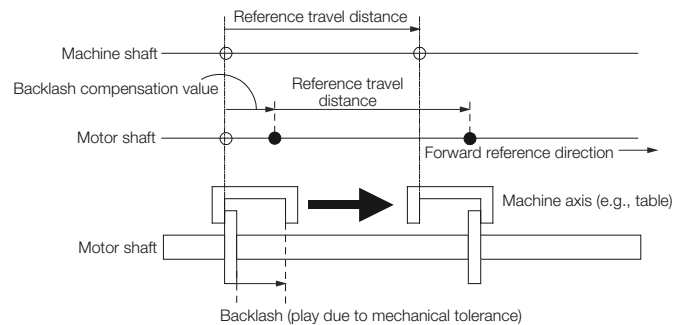 Reference travel distance
Machine shaft
Backlash compensation value
Reference travel
distance
Motor shaft
Forward reference direction
Machine axis (e.g., table)
Motor shaft
Backlash (play due to mechanical tolerance)